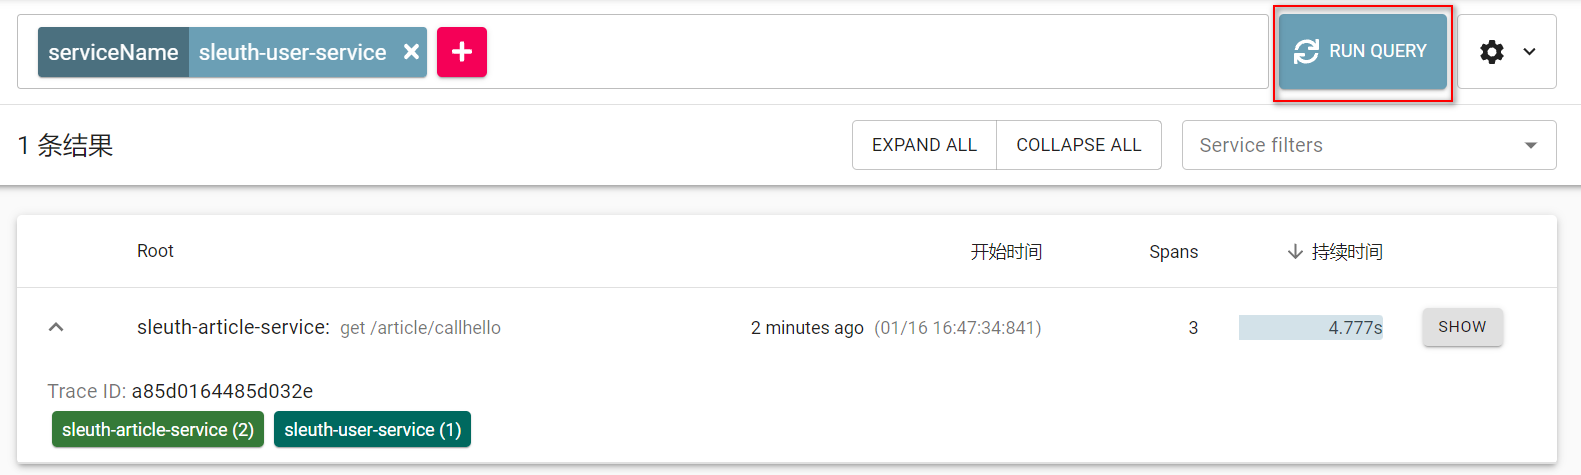 serviceName sleuth-user-service RUN QUERY
1 条结果 EXPAND ALL COLLAPSE ALL Service filters
Root 开始时间 Spans 持续时间
sleuth-article-service: get /article/callhello 2 minutes ago (01/16 16:47:34:841) 3 4.777s SHOW
Trace ID: a85d0164485d032e
sleuth-article-service (2) sleuth-user-service (1)